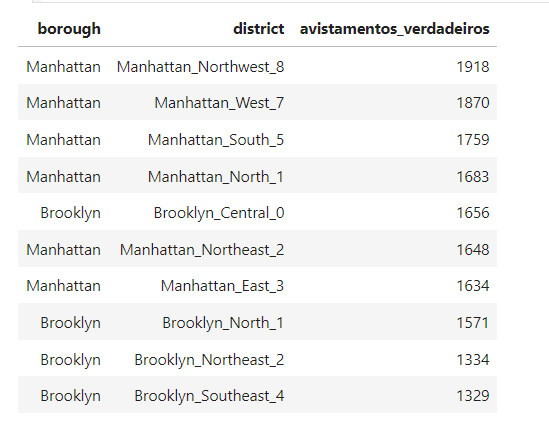 borough district avistamentos_verdadeiros
Manhattan Manhattan_Northwest_8 1918
Manhattan Manhattan_West_7 1870
Manhattan Manhattan_South_5 1759
Manhattan Manhattan_North_1 1683
Brooklyn Brooklyn_Central_0 1656
Manhattan Manhattan_Northeast_2 1648
Manhattan Manhattan_East_3 1634
Brooklyn Brooklyn_North_1 1571
Brooklyn Brooklyn_Northeast_2 1334
Brooklyn Brooklyn_Southeast_4 1329